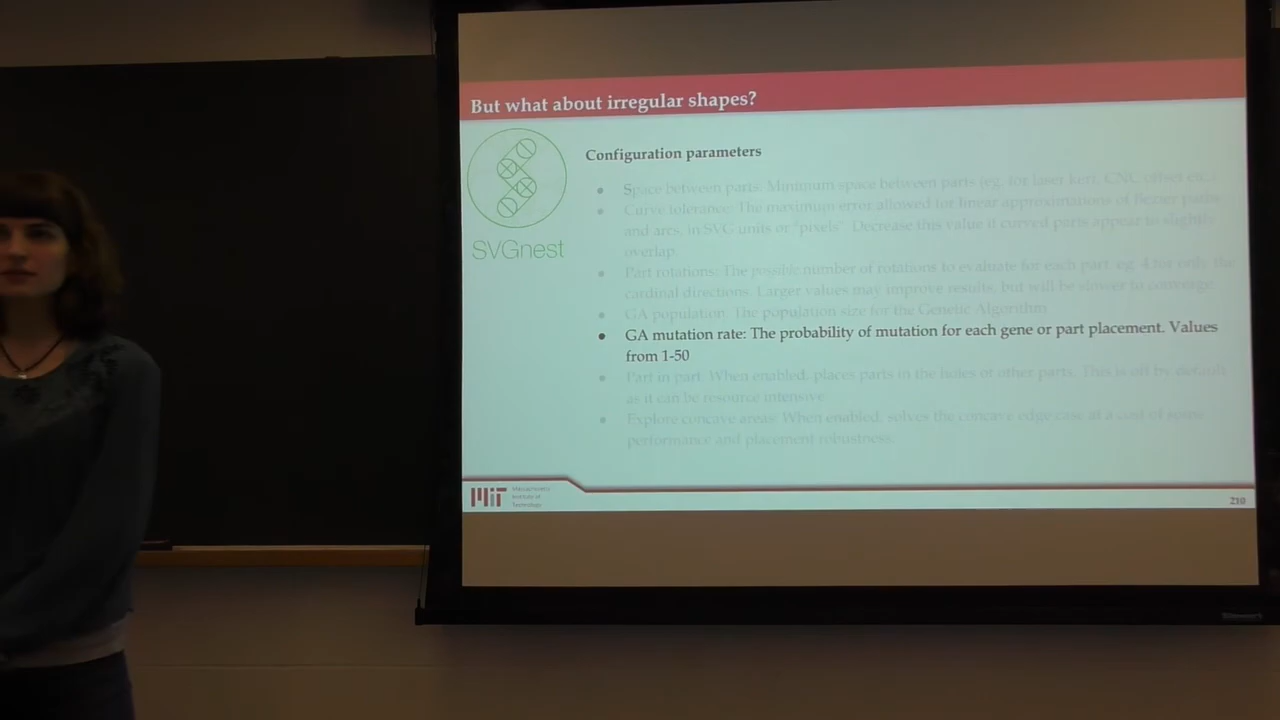 But what about irregular shapes?
SVGnest
Configuration parameters
Space between parts: Minimum space between parts (eg. for laser kerf, CNC offset etc.)
Curve tolerance: The maximum error allowed for linear approximations of Bezier paths
and arcs, in SVG units or "pixels". Decrease this value if curved parts appear to slightly
overlap.
Part rotations: The possible number of rotations to evaluate for each part. eg. 4 for only the
cardinal directions. Larger values may improve results, but will be slower to converge.
GA population: The population size for the Genetic Algorithm
GA mutation rate: The probability of mutation for each gene or part placement. Values
from 1-50
Part in part: When enabled, places parts in the holes of other parts. This is off by default
as it can be resource intensive
Explore concave areas: When enabled, solves the concave edge case at a cost of some
performance and placement robustness.
MIT
Massachusetts
Institute of
Technology
219